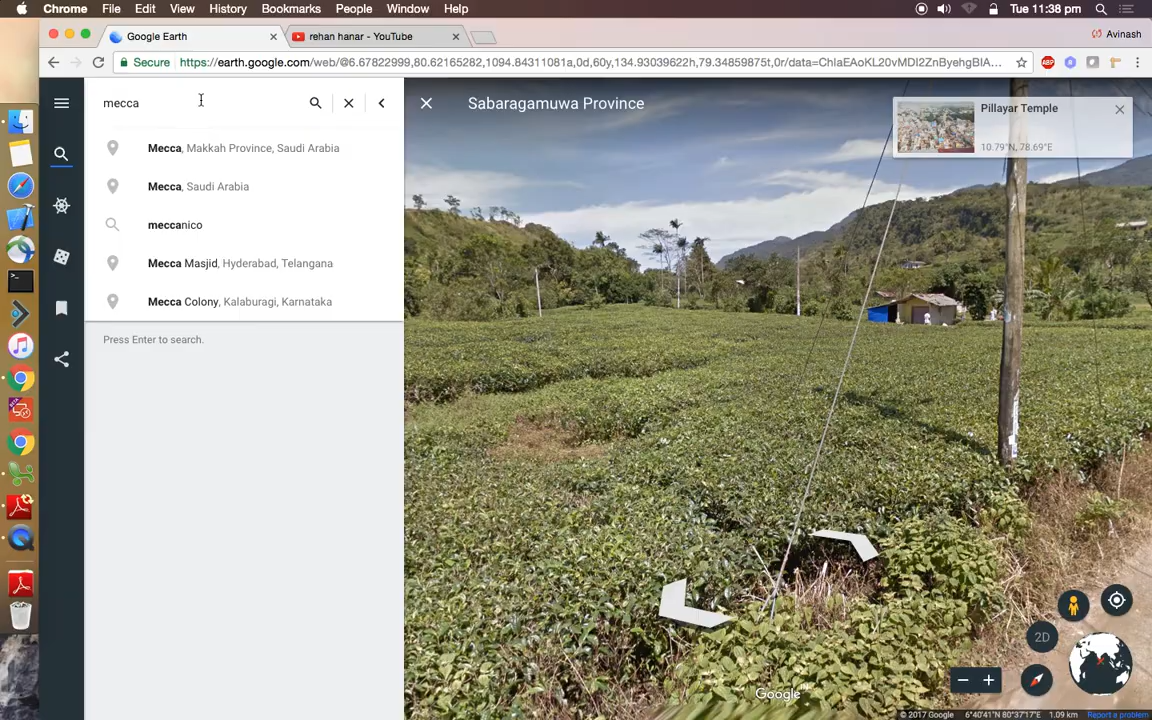 Chrome File Edit View History Bookmarks People Window Help Tue 11:38 pm
Google Earth
rehan hanar - YouTube
Avinash
Secure https://earth.google.com/web/@6.67822999,80.62165282,1094.84311081a,0d,60y,134.93039622h,79.34859875t,0r/data=ChIaEAoKL20vMDI2ZnByehgBIA...
ABP
mecca
Sabaragamuwa Province
Pillayar Temple
10.79°N, 78.69°E
Mecca, Makkah Province, Saudi Arabia
Mecca, Saudi Arabia
meccanico
Mecca Masjid, Hyderabad, Telangana
Mecca Colony, Kalaburagi, Karnataka
Press Enter to search.
2D
Google
© 2017 Google 6°40'41"N 80°37'17"E 1.09 km Report a problem